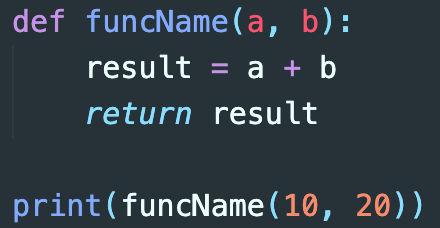 def funcName(a, b):
    result = a + b
    return result
print(funcName(10, 20))